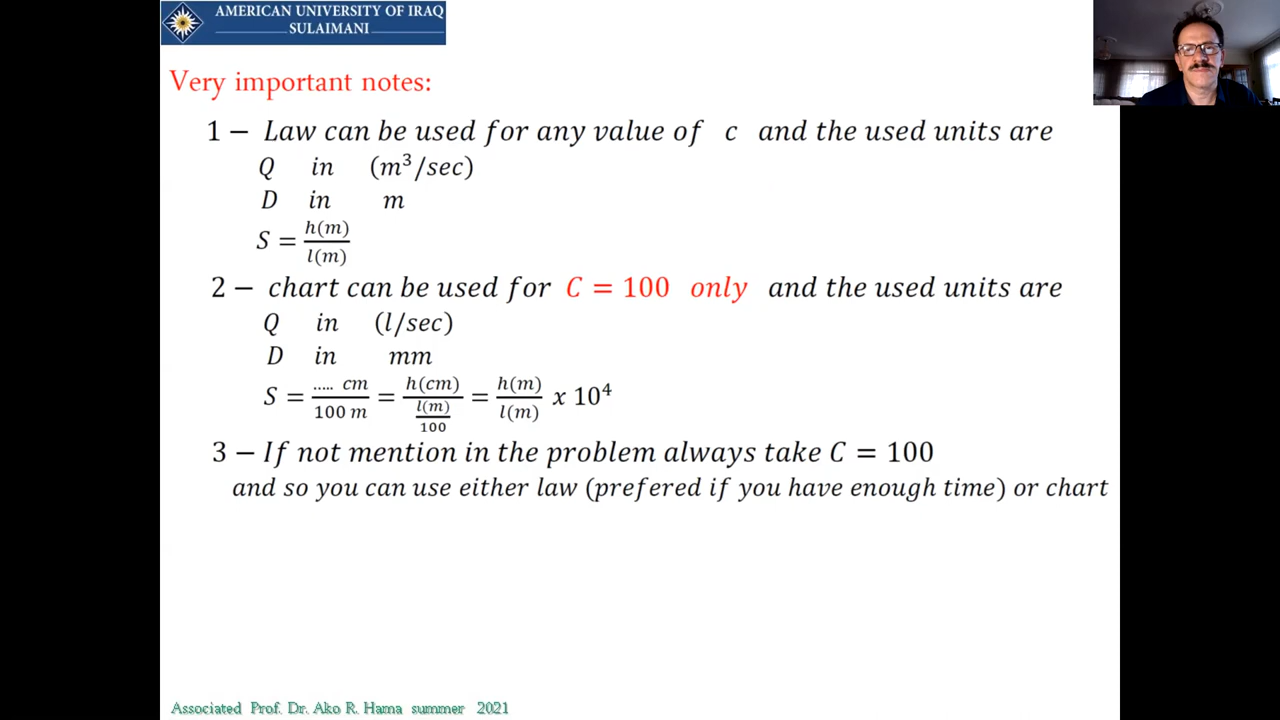 AMERICAN UNIVERSITY OF IRAQ
SULAIMANI
Very important notes:
1 − Law can be used for any value of c and the used units are
Q in (m³/sec)
D in m
S = h(m)/l(m)
2 − chart can be used for C = 100 only and the used units are
Q in (l/sec)
D in mm
S = ..... cm/100 m = h(cm)/(l(m)/100) = h(m)/l(m) x 10⁴
3 − If not mention in the problem always take C = 100
and so you can use either law (prefered if you have enough time) or chart
Associated Prof. Dr. Ako R. Hama summer 2021